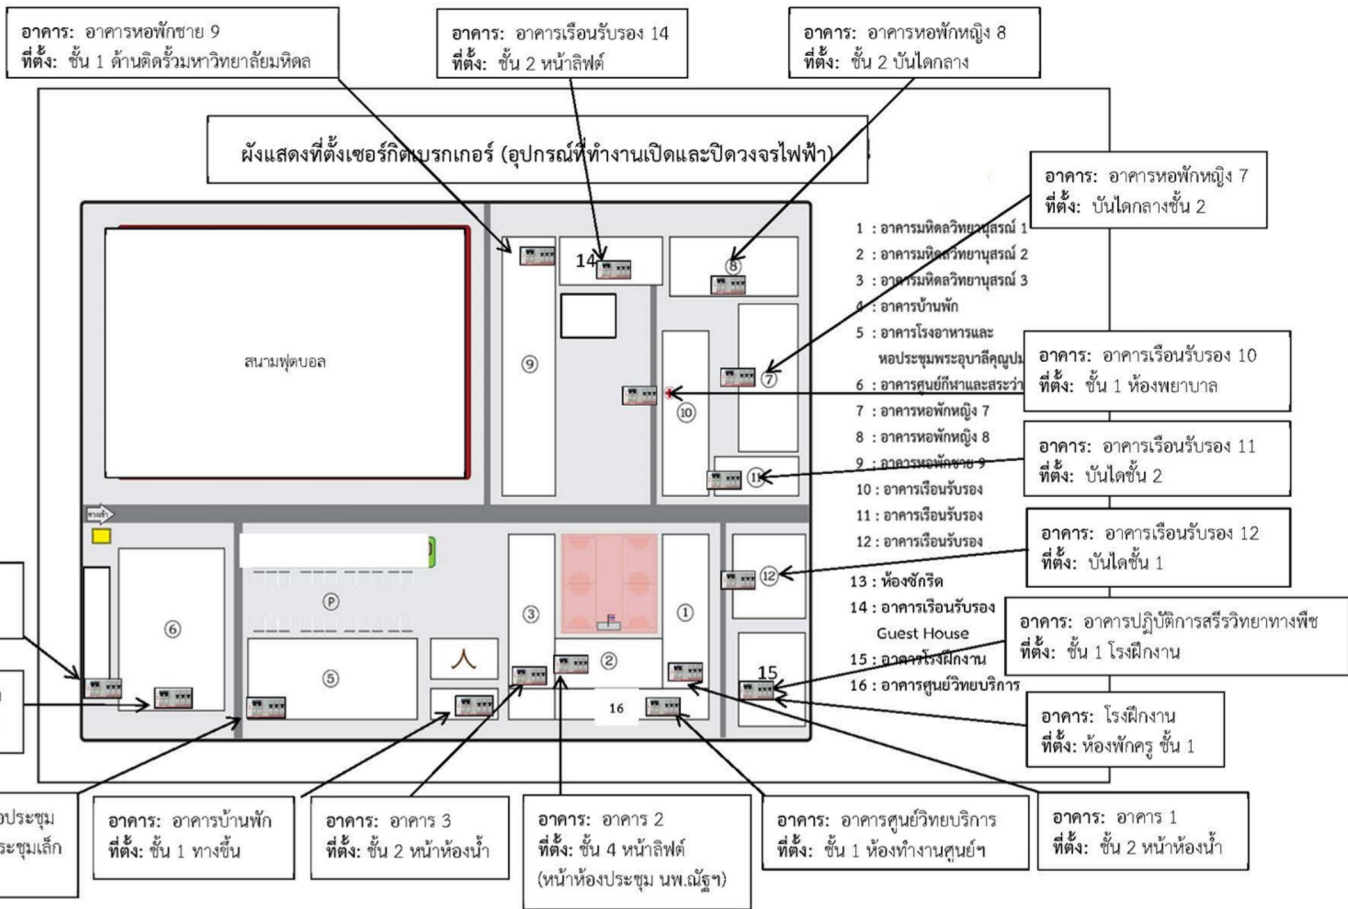 อาคาร: อาคารหอพักชาย 9
ที่ตั้ง: ชั้น 1 ด้านติดรั้วมหาวิทยาลัยมหิดล
อาคาร: อาคารเรือนรับรอง 14
ที่ตั้ง: ชั้น 2 หน้าลิฟต์
อาคาร: อาคารหอพักหญิง 8
ที่ตั้ง: ชั้น 2 บันไดกลาง
ผังแสดงที่ตั้งเซอร์กิตเบรกเกอร์ (อุปกรณ์ที่ทำงานเปิดและปิดวงจรไฟฟ้า)
อาคาร: อาคารหอพักหญิง 7
ที่ตั้ง: บันไดกลางชั้น 2
1 : อาคารมหิดลวิทยานุสรณ์ 1
2 : อาคารมหิดลวิทยานุสรณ์ 2
3 : อาคารมหิดลวิทยานุสรณ์ 3
4 : อาคารบ้านพัก
5 : อาคารโรงอาหารและ
หอประชุมพระอุบาลีคุณูปม
6 : อาคารศูนย์กีฬาและสระว่า
7 : อาคารหอพักหญิง 7
8 : อาคารหอพักหญิง 8
9 : อาคารหอพักชาย 9
10 : อาคารเรือนรับรอง
11 : อาคารเรือนรับรอง
12 : อาคารเรือนรับรอง
13 : ห้องซักรีด
14 : อาคารเรือนรับรอง
Guest House
15 : อาคารโรงฝึกงาน
16 : อาคารศูนย์วิทยบริการ
อาคาร: อาคารเรือนรับรอง 10
ที่ตั้ง: ชั้น 1 ห้องพยาบาล
อาคาร: อาคารเรือนรับรอง 11
ที่ตั้ง: บันไดชั้น 2
อาคาร: อาคารเรือนรับรอง 12
ที่ตั้ง: บันไดชั้น 1
อาคาร: อาคารปฏิบัติการสรีรวิทยาทางพืช
ที่ตั้ง: ชั้น 1 โรงฝึกงาน
อาคาร: โรงฝึกงาน
ที่ตั้ง: ห้องพักครู ชั้น 1
สนามฟุตบอล
14
8
9
7
10
11
ทางเข้า
12
6
P
3
1
5
2
15
16
อประชุม
ระชุมเล็ก
อาคาร: อาคารบ้านพัก
ที่ตั้ง: ชั้น 1 ทางขึ้น
อาคาร: อาคาร 3
ที่ตั้ง: ชั้น 2 หน้าห้องน้ำ
อาคาร: อาคาร 2
ที่ตั้ง: ชั้น 4 หน้าลิฟต์
(หน้าห้องประชุม นพ.ณัฐฯ)
อาคาร: อาคารศูนย์วิทยบริการ
ที่ตั้ง: ชั้น 1 ห้องทำงานศูนย์ฯ
อาคาร: อาคาร 1
ที่ตั้ง: ชั้น 2 หน้าห้องน้ำ